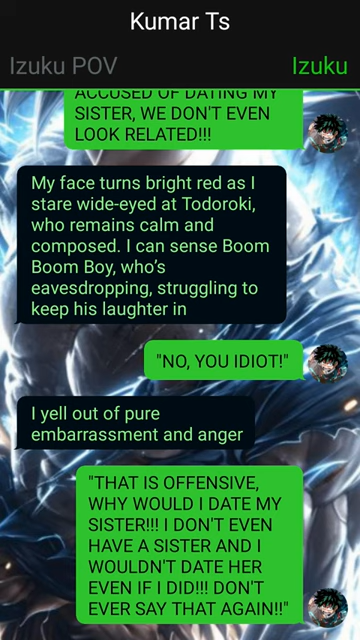 Kumar Ts
Izuku POV
Izuku
ACCUSED OF DATING MY
SISTER, WE DON'T EVEN
LOOK RELATED!!!
My face turns bright red as I
stare wide-eyed at Todoroki,
who remains calm and
composed. I can sense Boom
Boom Boy, who's
eavesdropping, struggling to
keep his laughter in
"NO, YOU IDIOT!"
I yell out of pure
embarrassment and anger
"THAT IS OFFENSIVE,
WHY WOULD I DATE MY
SISTER!!! I DON'T EVEN
HAVE A SISTER AND I
WOULDN'T DATE HER
EVEN IF I DID!!! DON'T
EVER SAY THAT AGAIN!!"